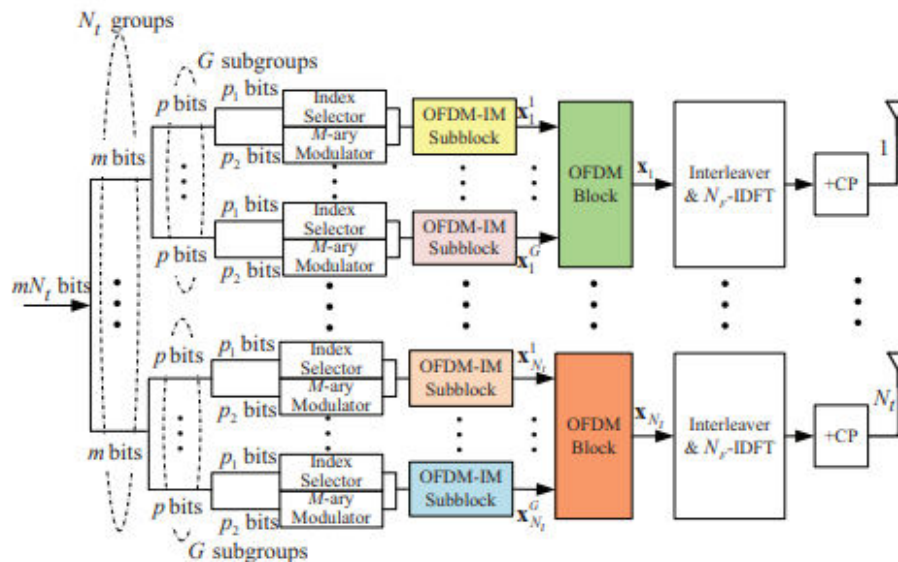 N_t groups
G subgroups
p_1 bits
p bits
Index
Selector
M-ary
Modulator
p_2 bits
OFDM-IM
Subblock
x_1^1
m bits
OFDM
Block
x_1
Interleaver
& N_F-IDFT
+CP
1
p_1 bits
p bits
Index
Selector
M-ary
Modulator
p_2 bits
OFDM-IM
Subblock
x_1^G
mN_t bits
p_1 bits
p bits
Index
Selector
M-ary
Modulator
p_2 bits
OFDM-IM
Subblock
x_{N_t}^1
m bits
OFDM
Block
x_{N_t}
Interleaver
& N_F-IDFT
+CP
N_t
p_1 bits
p bits
Index
Selector
M-ary
Modulator
p_2 bits
OFDM-IM
Subblock
x_{N_t}^G
G subgroups